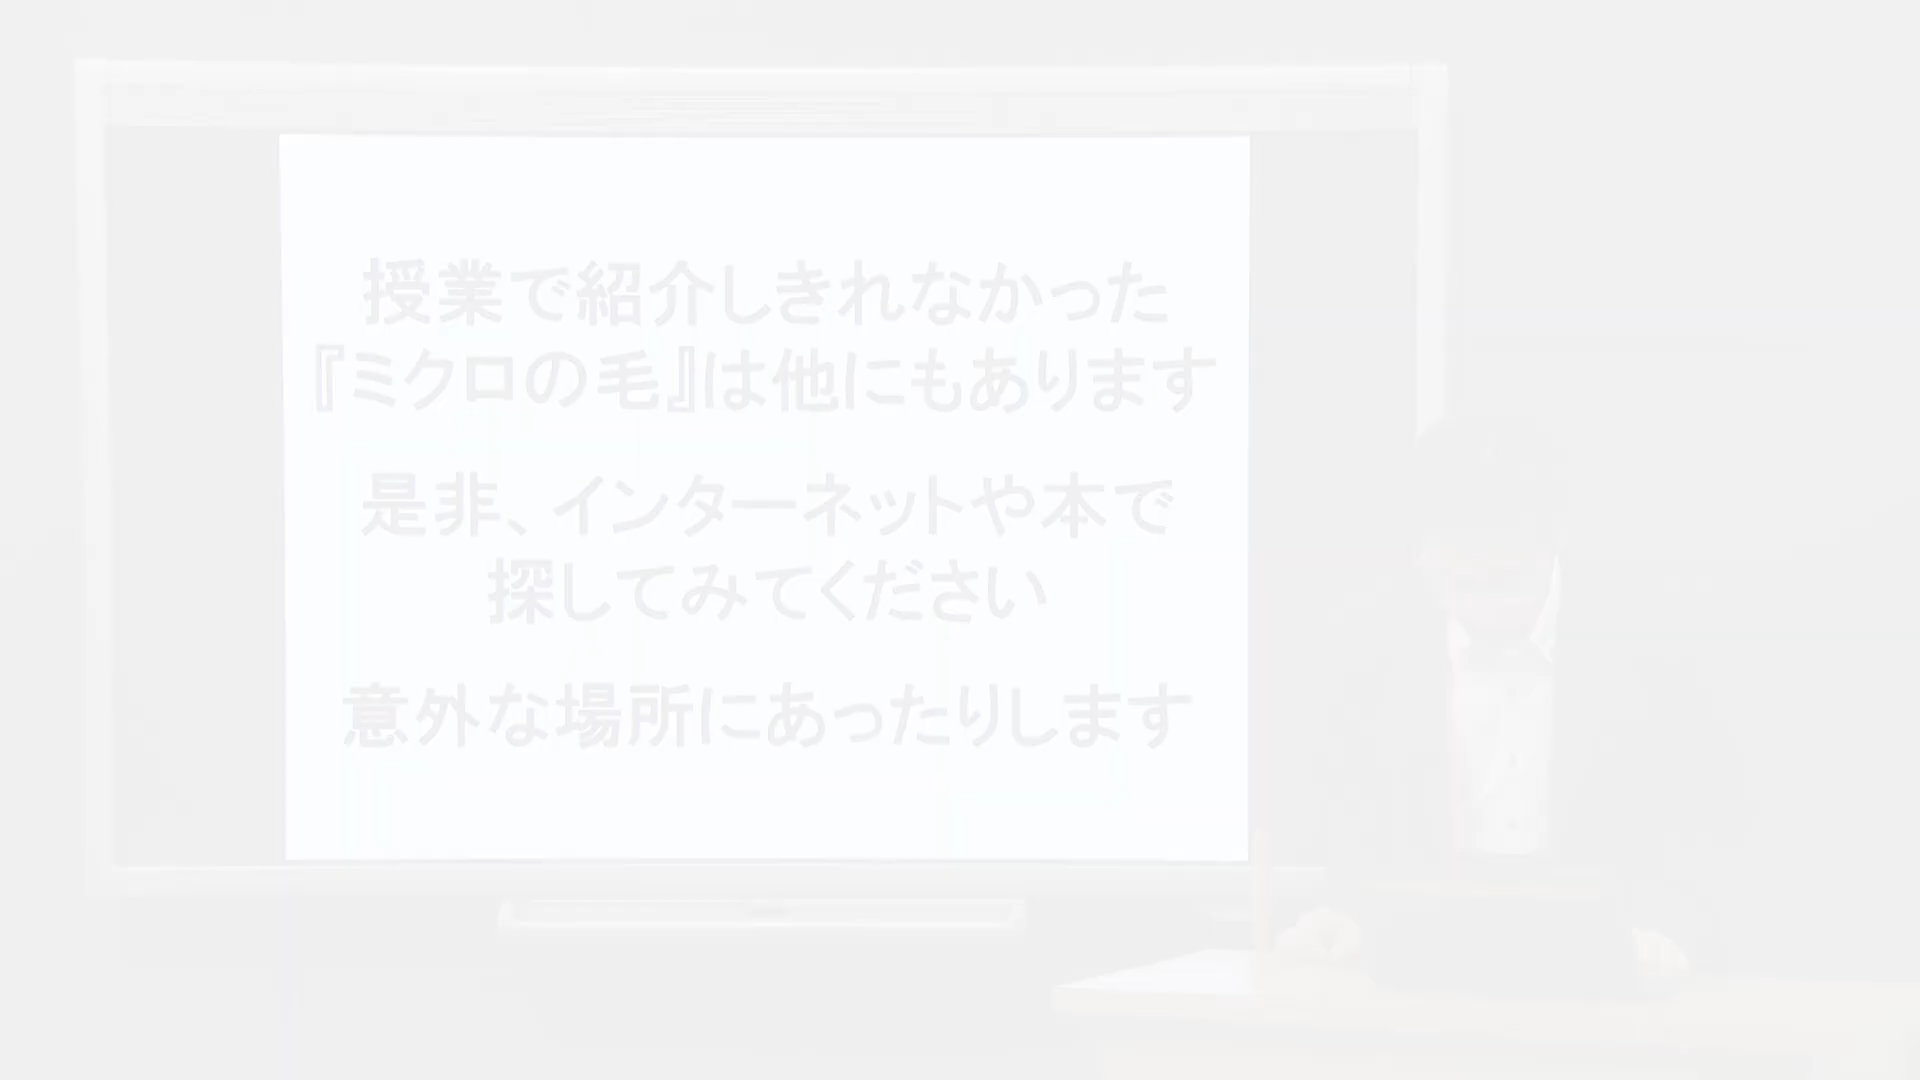 授業で紹介しきれなかった
『ミクロの毛』は他にもあります
是非、インターネットや本で
探してみてください
意外な場所にあったりします